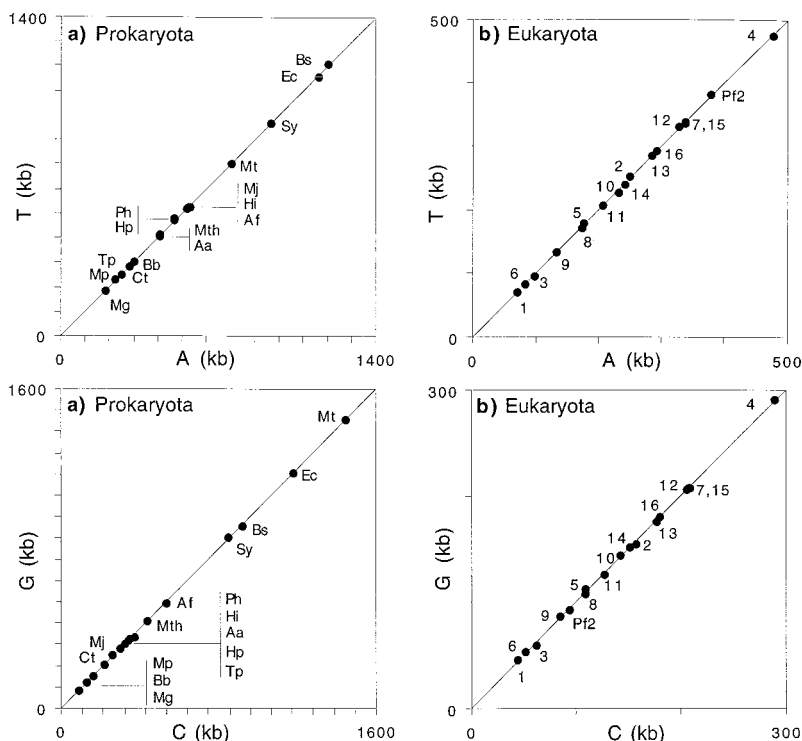 1400
a) Prokaryota
Bs
Ec
Sy
Mt
Mj
Hi
Af
Ph
Hp
Mth
Aa
Tp
Bb
Mp
Ct
Mg
T (kb)
0
0
A (kb)
1400
500
b) Eukaryota
4
Pf2
12
7,15
16
13
2
10
14
11
5
8
9
6
3
1
T (kb)
0
0
A (kb)
500
1600
a) Prokaryota
Mt
Ec
Bs
Sy
Af
Mth
Ph
Hi
Aa
Hp
Tp
Mj
Ct
Mp
Bb
Mg
G (kb)
0
0
C (kb)
1600
300
b) Eukaryota
4
12
7,15
16
13
14
2
10
11
5
8
9
Pf2
6
3
1
G (kb)
0
0
C (kb)
300